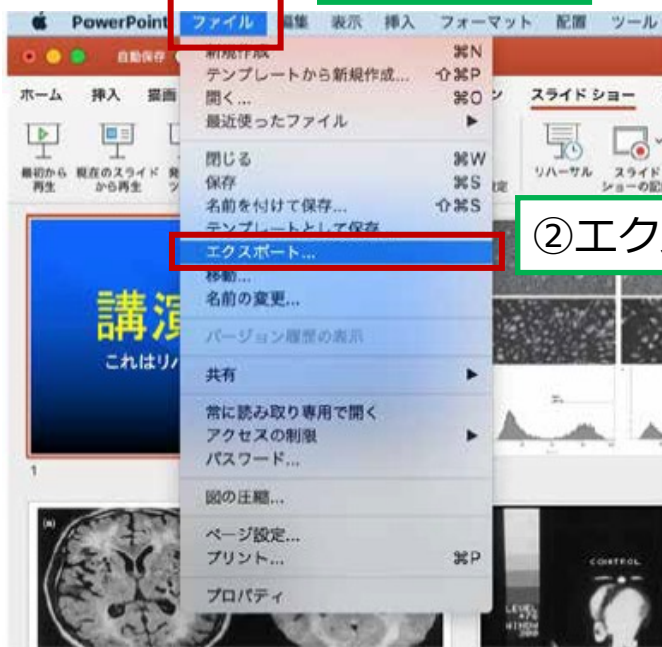 PowerPoint ファイル 編集 表示 挿入 フォーマット 配置 ツール
自動保存
ホーム 挿入 描画 スライド ショー
新規作成 ⌘N
テンプレートから新規作成... ⇧⌘P
開く... ⌘O
最近使ったファイル ▶
閉じる ⌘W
保存 ⌘S
名前を付けて保存... ⇧⌘S
テンプレートとして保存
エクスポート...
移動...
名前の変更...
バージョン履歴の表示
共有 ▶
常に読み取り専用で開く
アクセスの制限 ▶
パスワード...
図の圧縮...
ページ設定...
プリント... ⌘P
プロパティ
最初から
再生
現在のスライド
から再生
リハーサル
スライド
ショーの記
②エク
講演
これはリハ
1
(a)
CONTROL
LEVEL
WINDOW